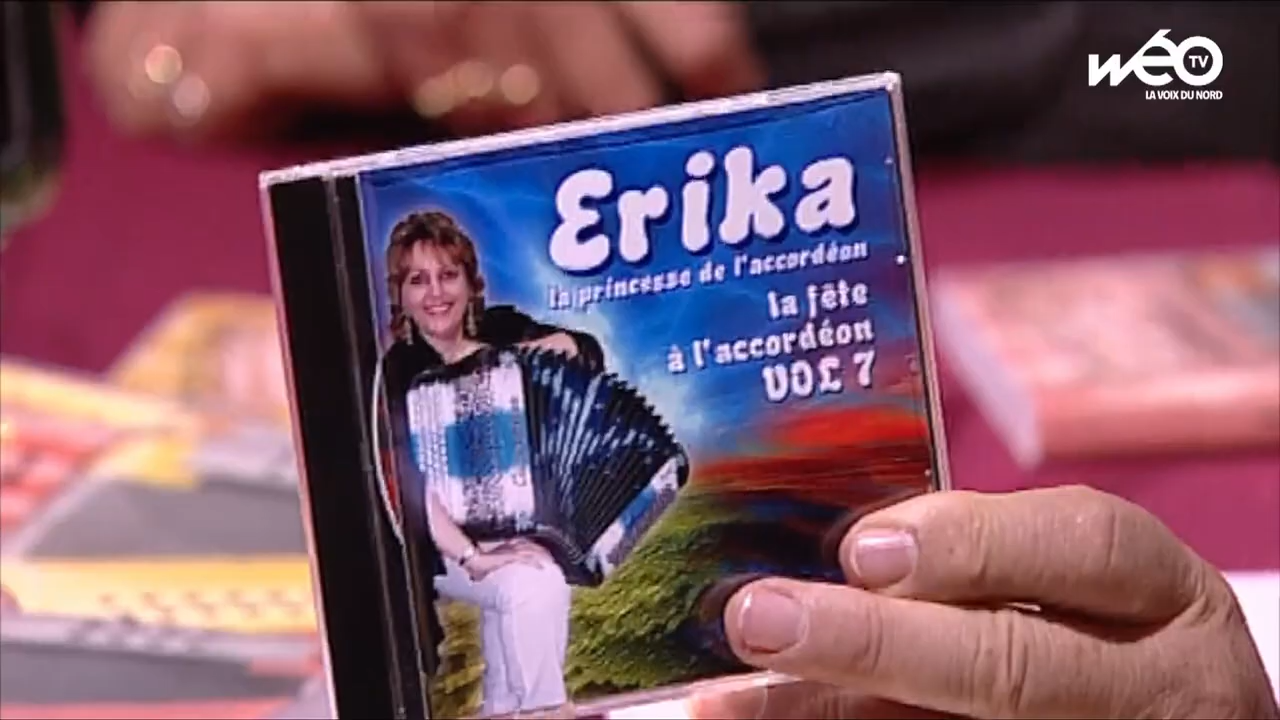 wéo TV
LA VOIX DU NORD
Erika
la princesse de l'accordéon
la fête
à l'accordéon
VOL 7